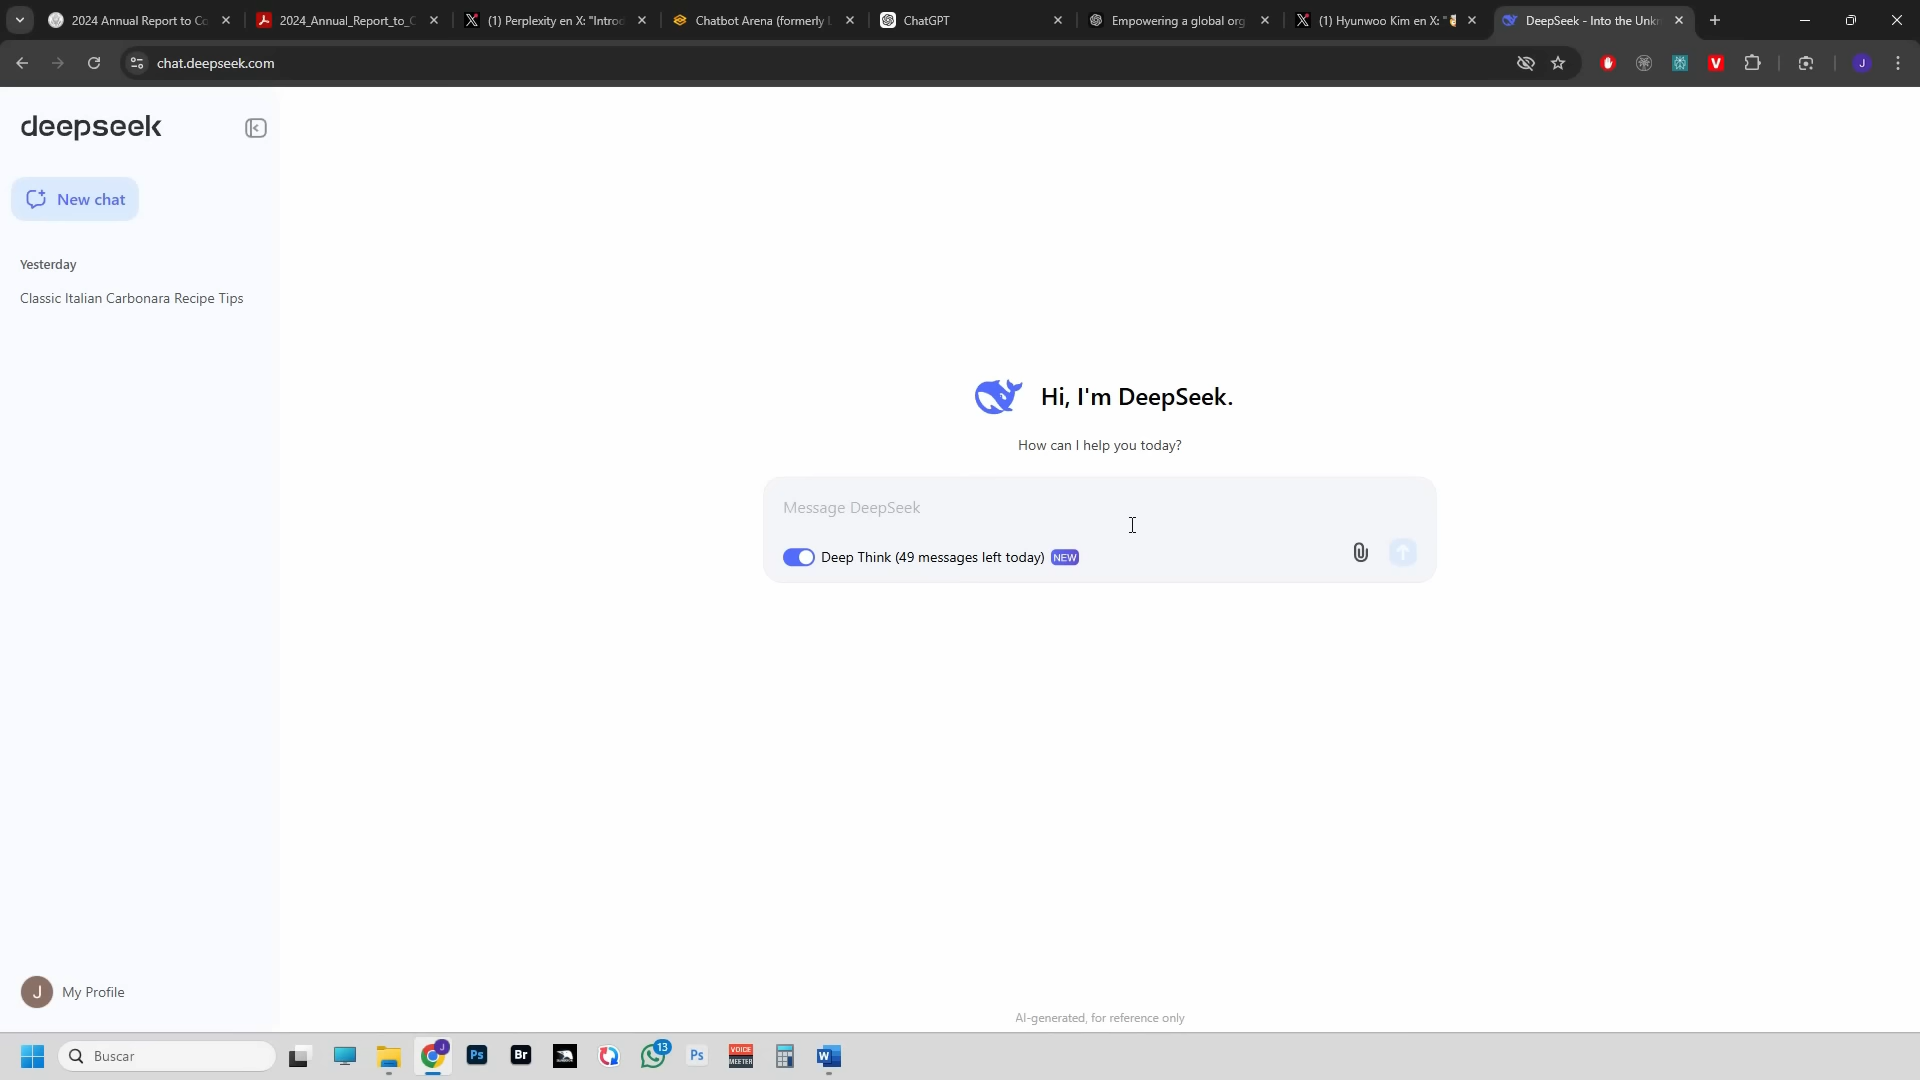 2024 Annual Report to Co
2024_Annual_Report_to_C
(1) Perplexity en X: "Introd
Chatbot Arena (formerly L
ChatGPT
Empowering a global org
(1) Hyunwoo Kim en X: "
DeepSeek - Into the Unkn
chat.deepseek.com
V
J
deepseek
New chat
Yesterday
Classic Italian Carbonara Recipe Tips
Hi, I'm DeepSeek.
How can I help you today?
Message DeepSeek
Deep Think (49 messages left today) NEW
J My Profile
AI-generated, for reference only
Buscar
J
Ps
Br
13
Ps
VOICE
MEETER
W